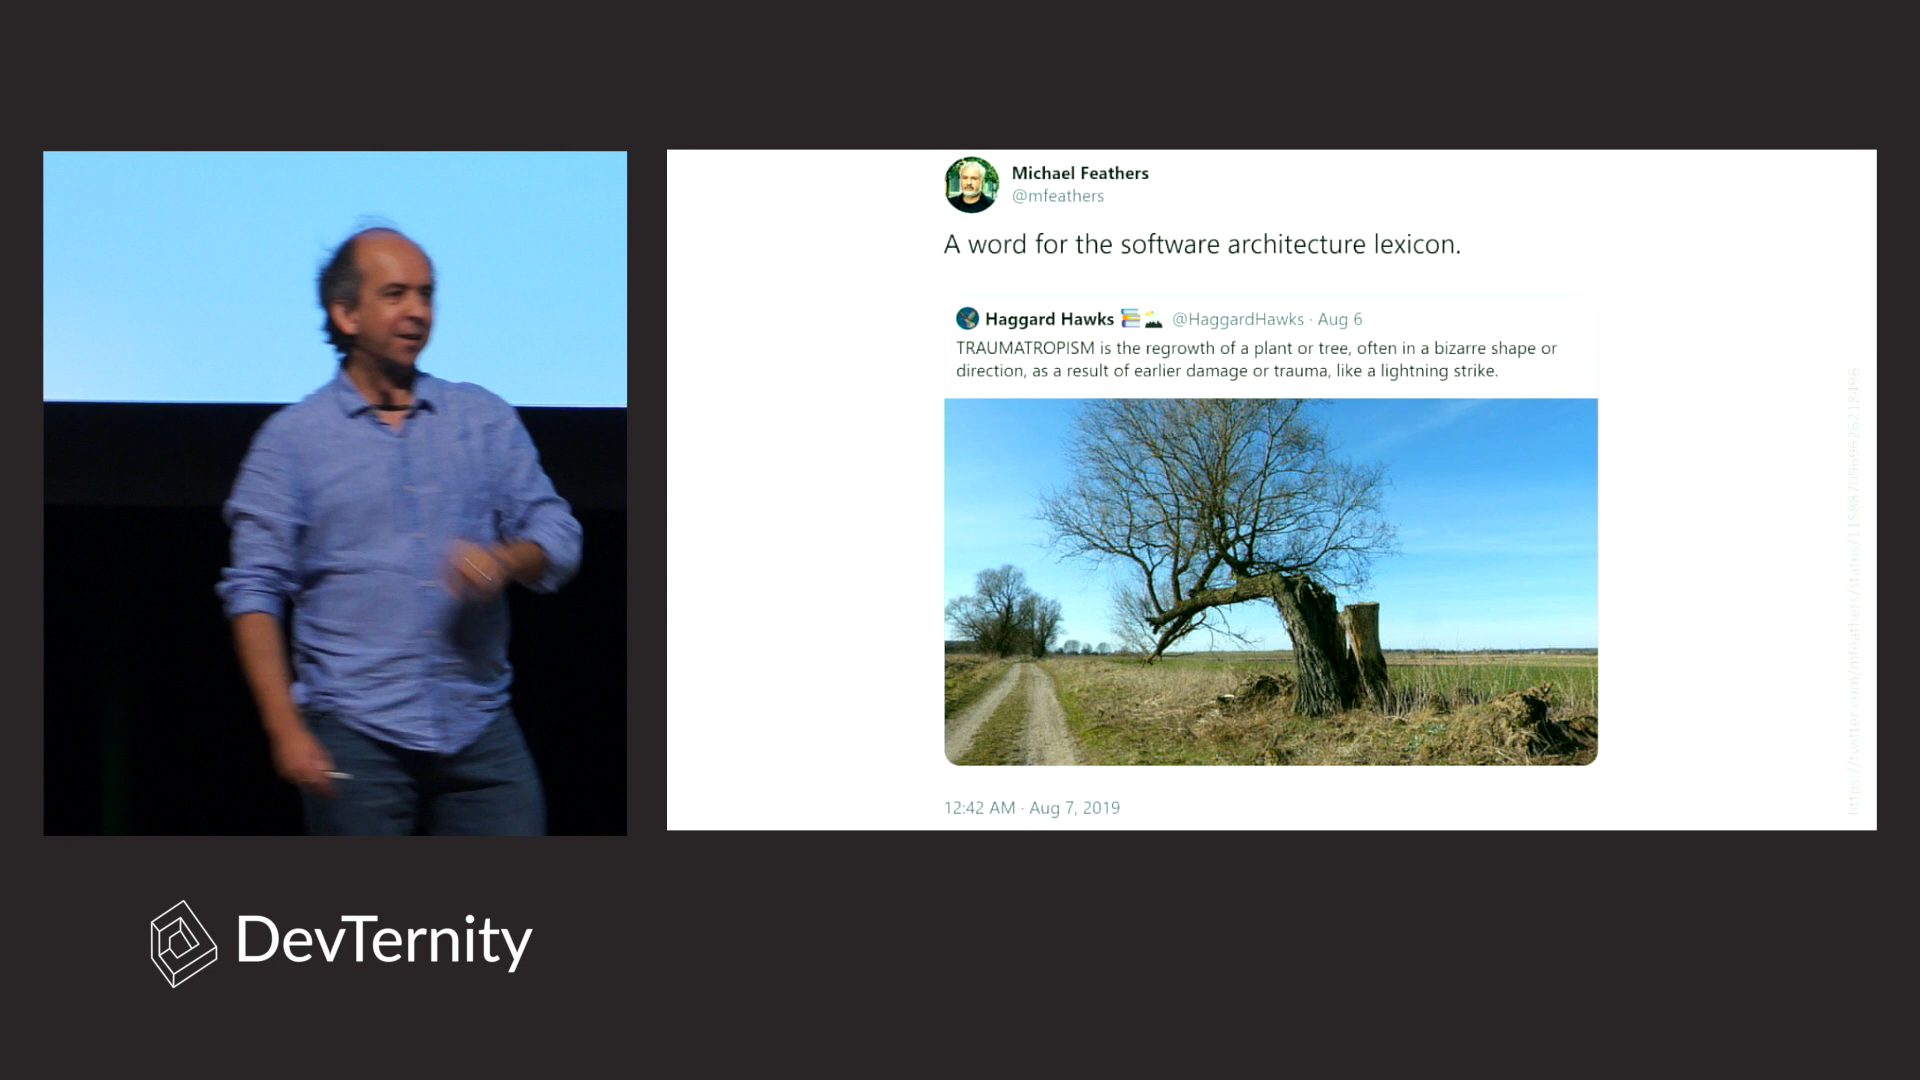 Michael Feathers
@mfeathers
A word for the software architecture lexicon.
Haggard Hawks @HaggardHawks · Aug 6
TRAUMATROPISM is the regrowth of a plant or tree, often in a bizarre shape or
direction, as a result of earlier damage or trauma, like a lightning strike.
12:42 AM · Aug 7, 2019
DevTernity